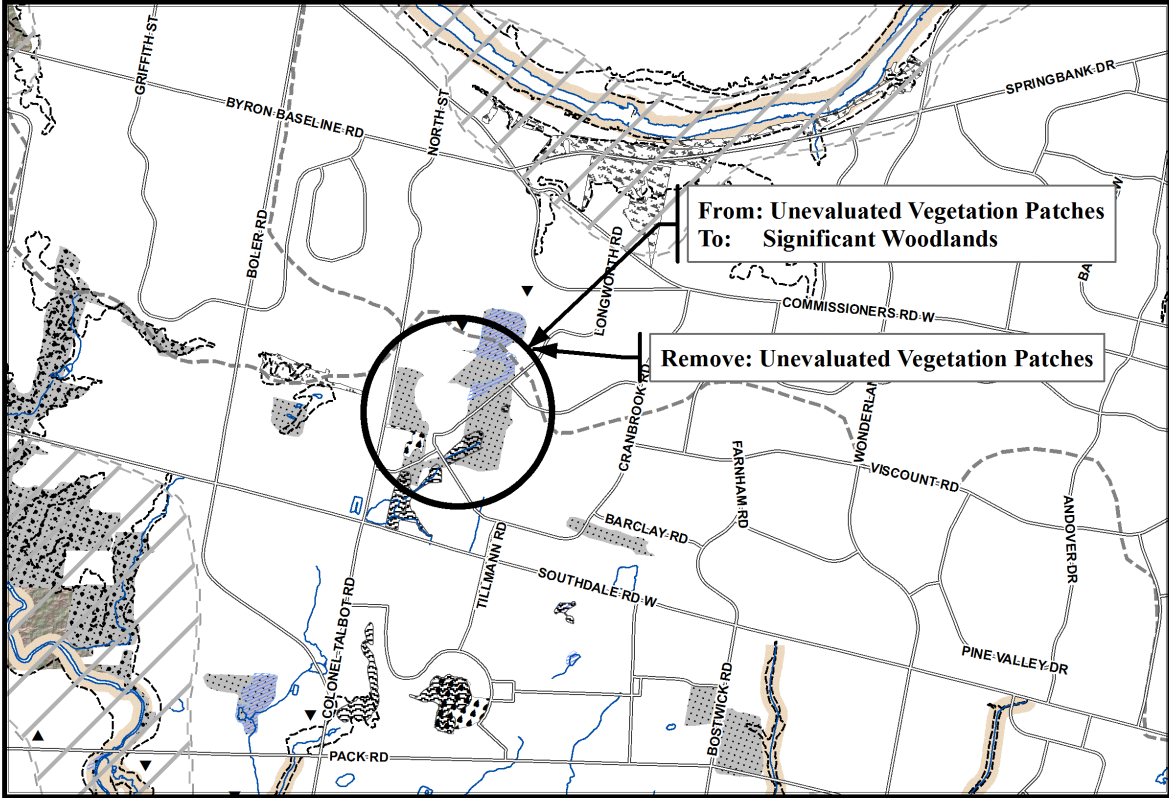 GRIFFITH ST
BYRON BASELINE RD
NORTH ST
SPRINGBANK DR
BOLER RD
From: Unevaluated Vegetation Patches
To: Significant Woodlands
LONGWORTH RD
COMMISSIONERS RD W
Remove: Unevaluated Vegetation Patches
CRANBROOK RD
FARNHAM RD
VISCOUNT RD
ANDOVER DR
BARCLAY RD
TILLMANN RD
SOUTHDALE RD W
COLONEL TALBOT RD
BOSTWICK RD
PINE VALLEY DR
PACK RD